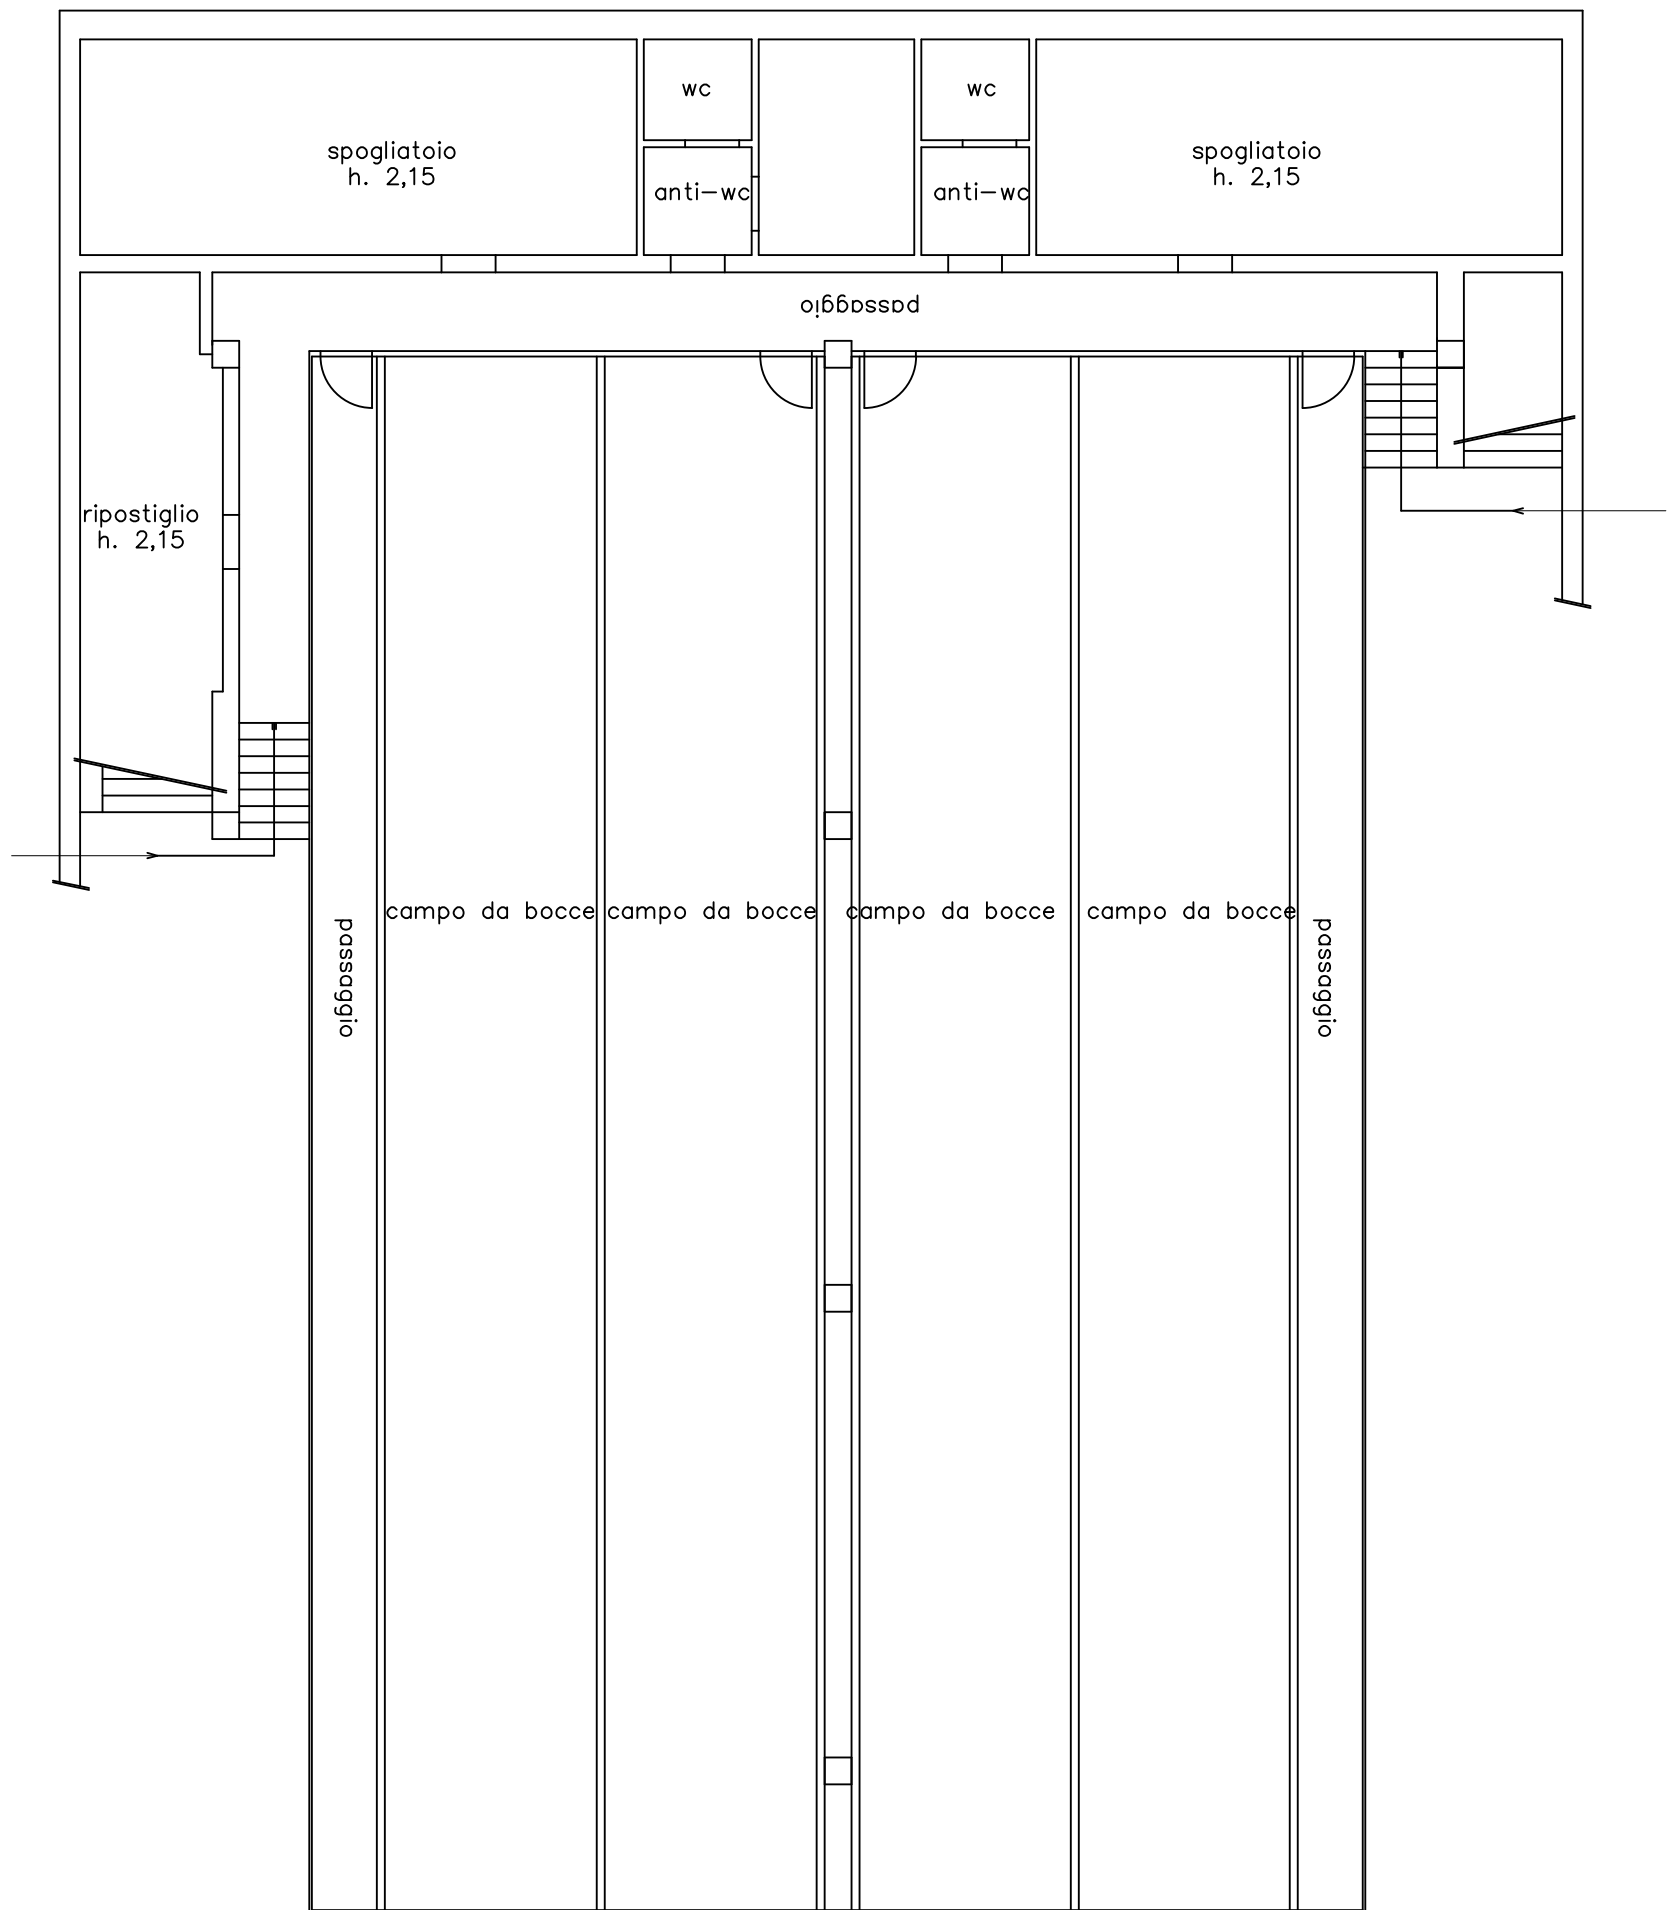 wc
wc
spogliatoio
h. 2,15
anti-wc
anti-wc
spogliatoio
h. 2,15
passaggio
ripostiglio
h. 2,15
campo da bocce
campo da bocce
campo da bocce
campo da bocce
passaggio
passaggio